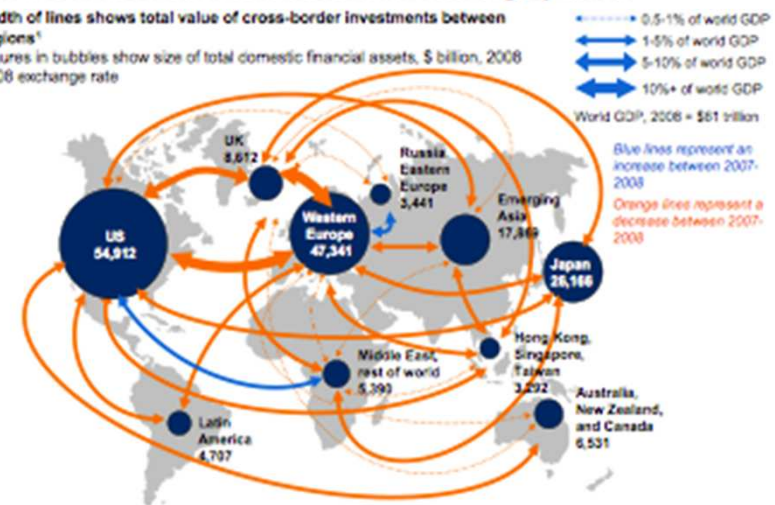 dth of lines shows total value of cross-border investments between
gions¹
ures in bubbles show size of total domestic financial assets, $ billion, 2008
08 exchange rate
0.5-1% of world GDP
1-5% of world GDP
5-10% of world GDP
10%+ of world GDP
World GDP, 2008 = $61 trillion
Blue lines represent an
increase between 2007-
2008
Orange lines represent a
decrease between 2007-
2008
UK
8,612
Russia
Eastern
Europe
3,441
US
54,912
Western
Europe
47,341
Emerging
Asia
Japan
26,166
Hong Kong,
Singapore,
Taiwan
3,292
Middle East,
rest of world
5,390
Australia,
New Zealand,
and Canada
6,531
Latin
America
4,707